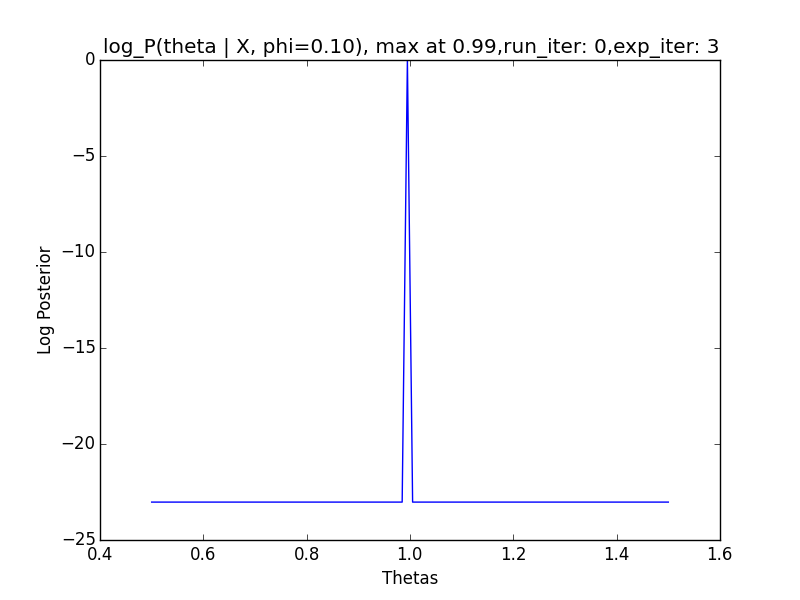 log_P(theta | X, phi=0.10), max at 0.99,run_iter: 0,exp_iter: 3
0
−5
−10
−15
−20
−25
Log Posterior
0.4 0.6 0.8 1.0 1.2 1.4 1.6
Thetas